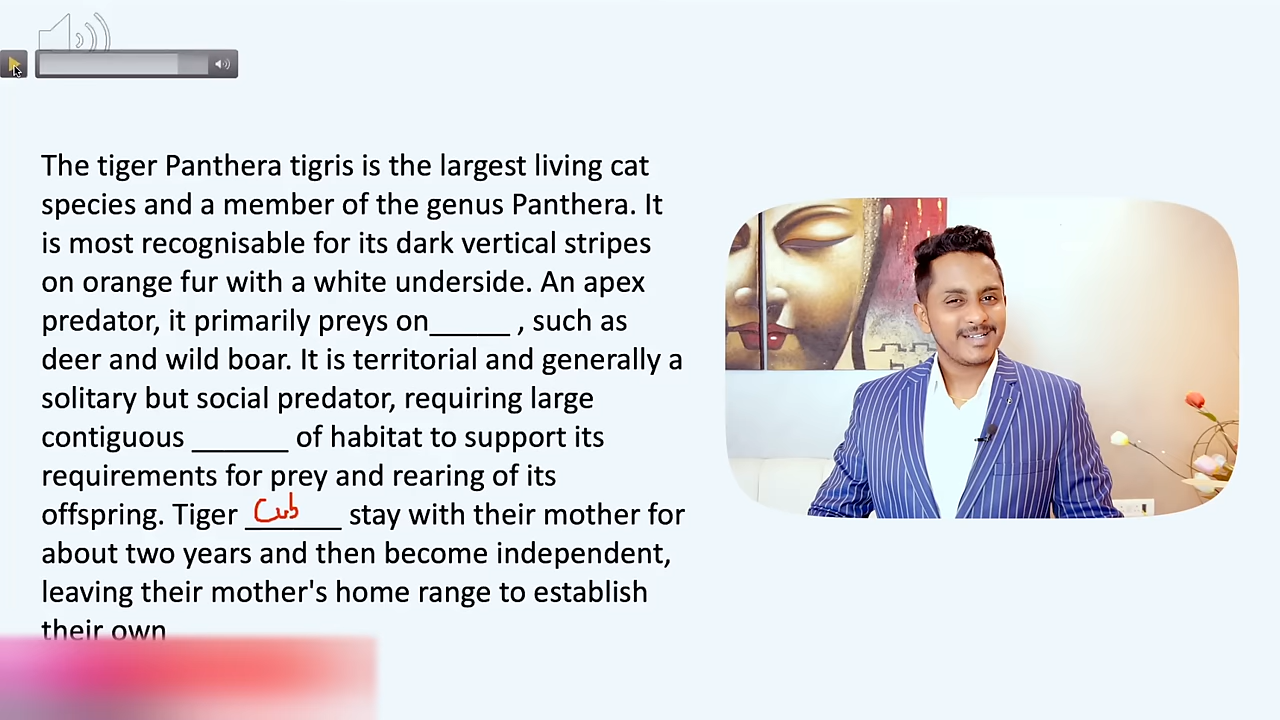 The tiger Panthera tigris is the largest living cat
species and a member of the genus Panthera. It
is most recognisable for its dark vertical stripes
on orange fur with a white underside. An apex
predator, it primarily preys on_____ , such as
deer and wild boar. It is territorial and generally a
solitary but social predator, requiring large
contiguous ______ of habitat to support its
requirements for prey and rearing of its
offspring. Tiger Cub stay with their mother for
about two years and then become independent,
leaving their mother's home range to establish
their own